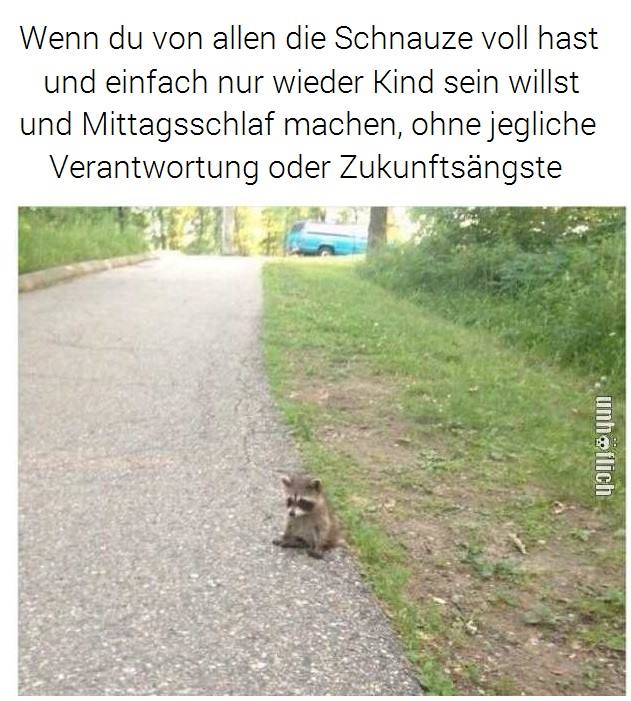 Wenn du von allen die Schnauze voll hast
und einfach nur wieder Kind sein willst
und Mittagsschlaf machen, ohne jegliche
Verantwortung oder Zukunftsängste
unhöflich